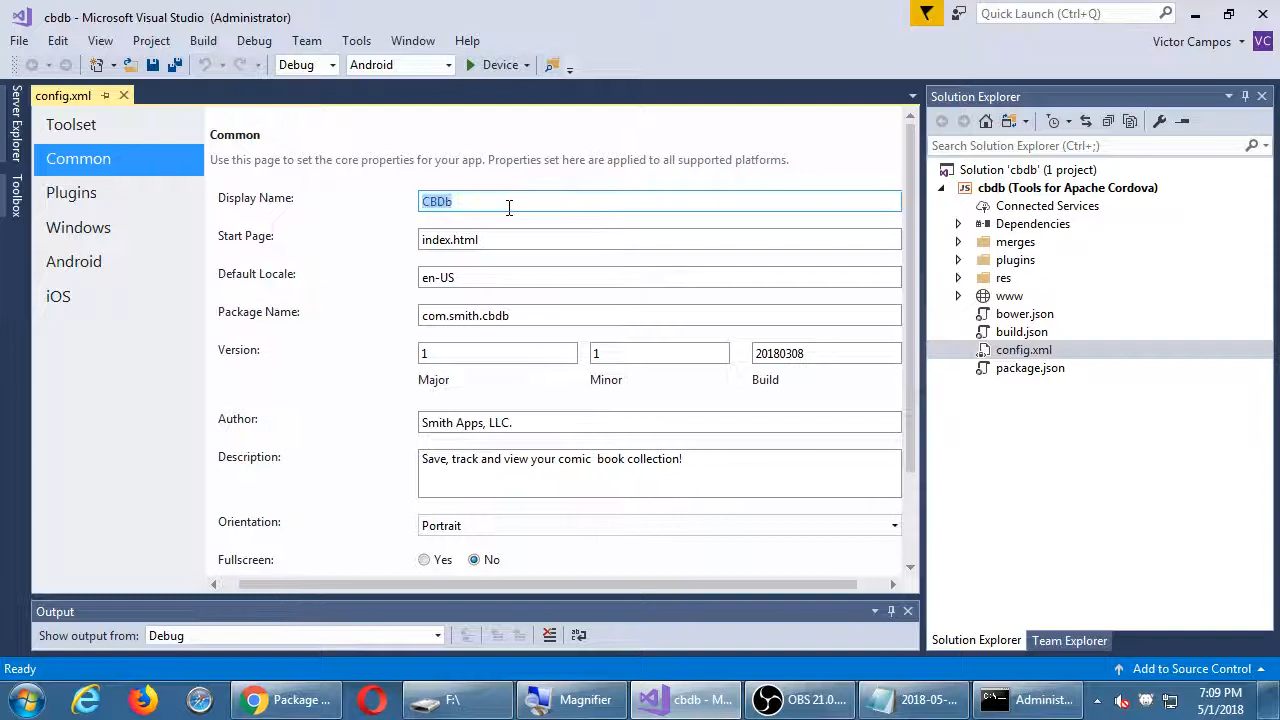 cbdb - Microsoft Visual Studio (Administrator)
Quick Launch (Ctrl+Q)
File Edit View Project Build Debug Team Tools Window Help
Victor Campos VC
Debug Android Device
Server Explorer
Toolbox
config.xml
Toolset
Common
Plugins
Windows
Android
iOS
Common
Use this page to set the core properties for your app. Properties set here are applied to all supported platforms.
Display Name: CBDb
Start Page: index.html
Default Locale: en-US
Package Name: com.smith.cbdb
Version: 1 1 20180308
Major Minor Build
Author: Smith Apps, LLC.
Description: Save, track and view your comic  book collection!
Orientation: Portrait
Fullscreen: Yes No
Output
Show output from: Debug
Solution Explorer
Search Solution Explorer (Ctrl+;)
Solution 'cbdb' (1 project)
JS cbdb (Tools for Apache Cordova)
Connected Services
Dependencies
merges
plugins
res
www
bower.json
build.json
config.xml
package.json
Solution Explorer Team Explorer
Ready
Add to Source Control
Package ...
F:\
Magnifier
cbdb - M...
OBS 21.0....
2018-05-...
Administ...
7:09 PM
5/1/2018